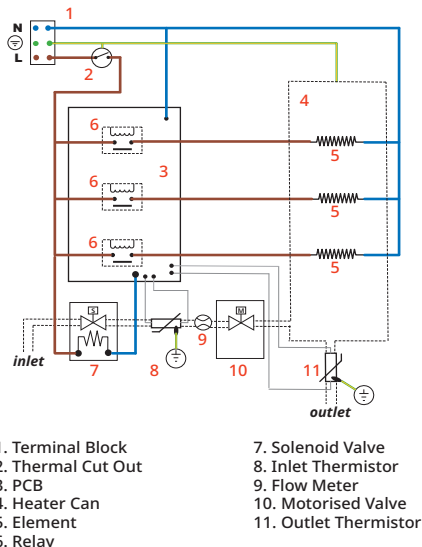 1
N
L
2
4
6
3
5
6
5
6
5
S
M
inlet
7
8
9
10
11
outlet
1. Terminal Block
2. Thermal Cut Out
3. PCB
4. Heater Can
5. Element
6. Relay
7. Solenoid Valve
8. Inlet Thermistor
9. Flow Meter
10. Motorised Valve
11. Outlet Thermistor